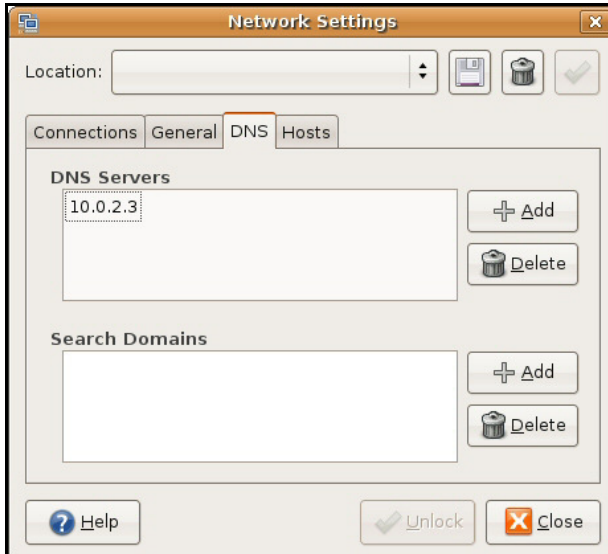 Network Settings
Location:
Connections General DNS Hosts
DNS Servers
10.0.2.3
Add
Delete
Search Domains
Add
Delete
Help Unlock Close